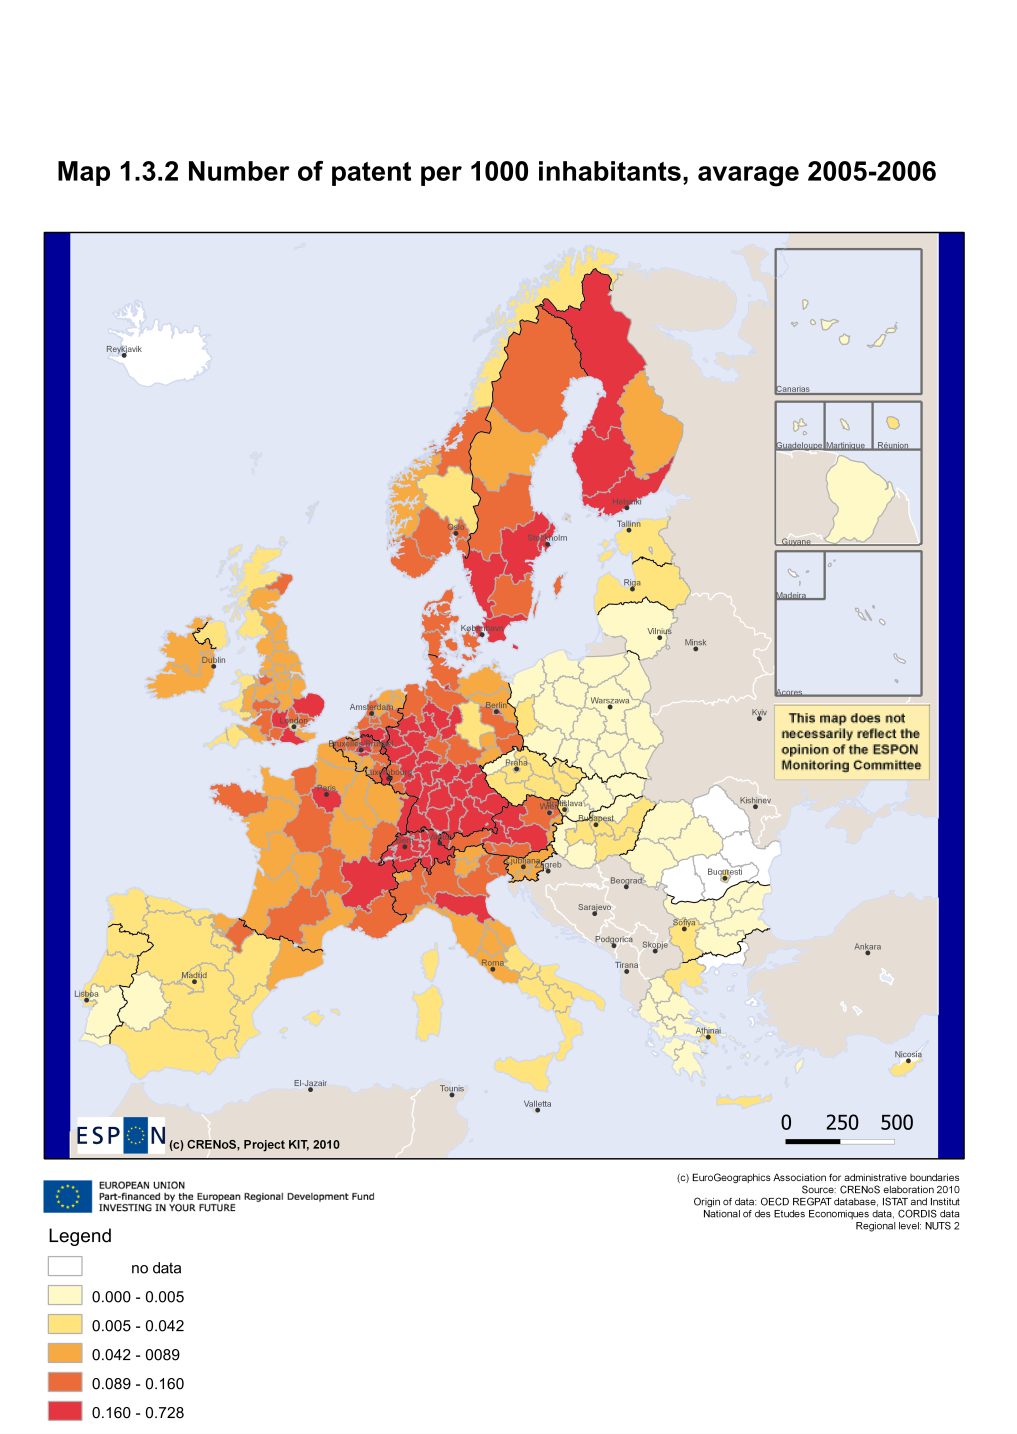 Map 1.3.2 Number of patent per 1000 inhabitants, avarage 2005-2006
Reykjavik
Canarias
Guadeloupe
Martinique
Réunion
Guyane
Madeira
Acores
Helsinki
Oslo
Tallinn
Stockholm
Riga
København
Vilnius
Minsk
Dublin
Amsterdam
Berlin
Warszawa
London
Kyiv
This map does not
necessarily reflect the
opinion of the ESPON
Monitoring Committee
Praha
Paris
Kishinev
Budapest
Bucuresti
Ljubljana
Zagreb
Beograd
Sarajevo
Sofiya
Podgorica
Skopje
Ankara
Roma
Tirana
Madrid
Lisboa
Athinai
Nicosia
El-Jazair
Tounis
Valletta
0 250 500
ESPON
(c) CRENoS, Project KIT, 2010
EUROPEAN UNION
Part-financed by the European Regional Development Fund
INVESTING IN YOUR FUTURE
(c) EuroGeographics Association for administrative boundaries
Source: CRENoS elaboration 2010
Origin of data: OECD REGPAT database, ISTAT and Institut
National of des Etudes Economiques data, CORDIS data
Regional level: NUTS 2
Legend
no data
0.000 - 0.005
0.005 - 0.042
0.042 - 0089
0.089 - 0.160
0.160 - 0.728